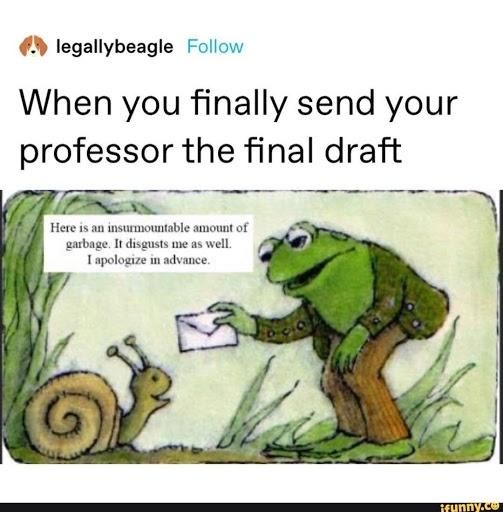 legallybeagle Follow
When you finally send your
professor the final draft
Here is an insurmountable amount of
garbage. It disgusts me as well.
I apologize in advance.
ifunny.co